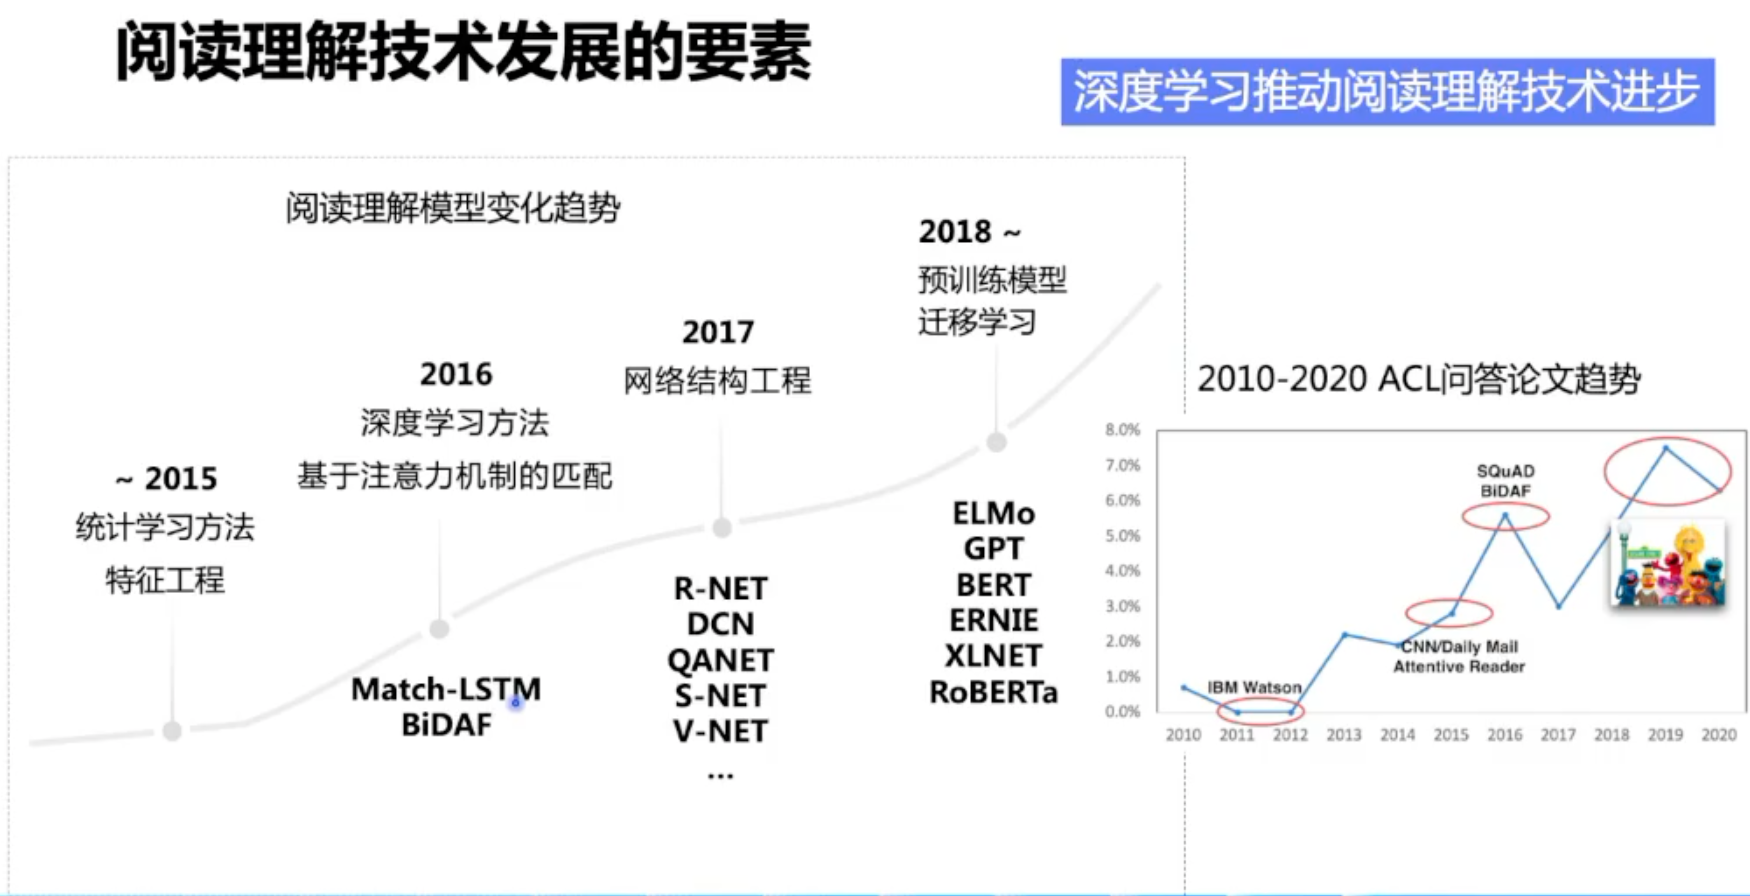 阅读理解技术发展的要素
深度学习推动阅读理解技术进步
阅读理解模型变化趋势
~ 2015
统计学习方法
特征工程
2016
深度学习方法
基于注意力机制的匹配
Match-LSTM
BiDAF
2017
网络结构工程
R-NET
DCN
QANET
S-NET
V-NET
...
2018 ~
预训练模型
迁移学习
ELMo
GPT
BERT
ERNIE
XLNET
RoBERTa
2010-2020 ACL问答论文趋势
8.0%
7.0%
6.0%
5.0%
4.0%
3.0%
2.0%
1.0%
0.0%
SQuAD
BiDAF
CNN/Daily Mail
Attentive Reader
IBM Watson
2010 2011 2012 2013 2014 2015 2016 2017 2018 2019 2020